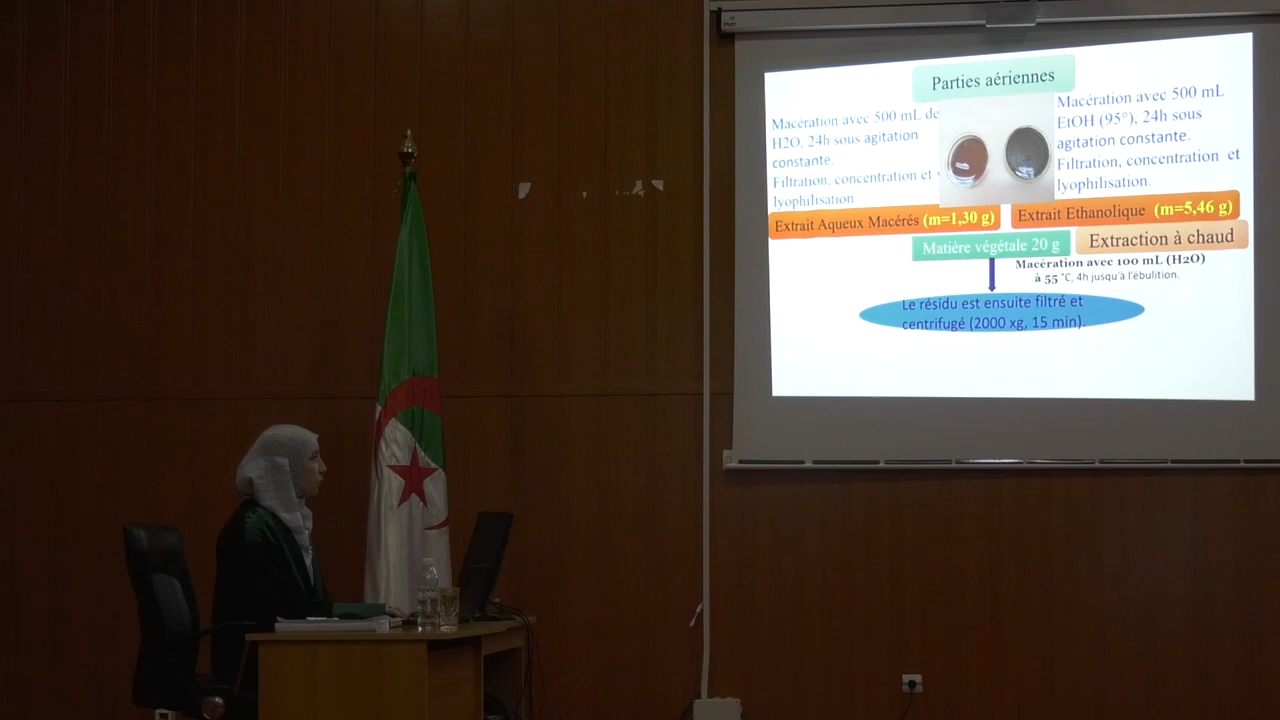 Parties aériennes
Macération avec 500 mL de
H2O, 24h sous agitation
constante.
Filtration, concentration et
lyophilisation
Macération avec 500 mL
EtOH (95°), 24h sous
agitation constante.
Filtration, concentration et
lyophilisation.
Extrait Aqueux Macérés (m=1,30 g)
Extrait Ethanolique (m=5,46 g)
Matière végétale 20 g
Extraction à chaud
Macération avec 100 mL (H2O)
à 55 °C, 4h jusqu'à l'ébulition.
Le résidu est ensuite filtré et
centrifugé (2000 xg, 15 min).